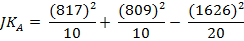 JK_A = (817)²/10 + (809)²/10 − (1626)²/20